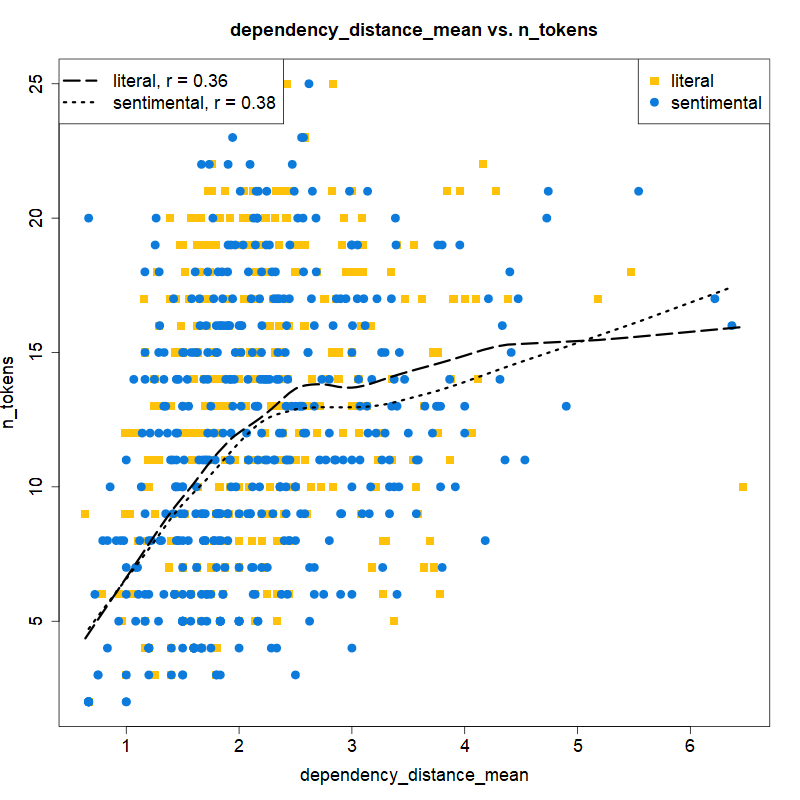 dependency_distance_mean vs. n_tokens
literal, r = 0.36
sentimental, r = 0.38
literal
sentimental
25
20
15
10
5
n_tokens
1 2 3 4 5 6
dependency_distance_mean